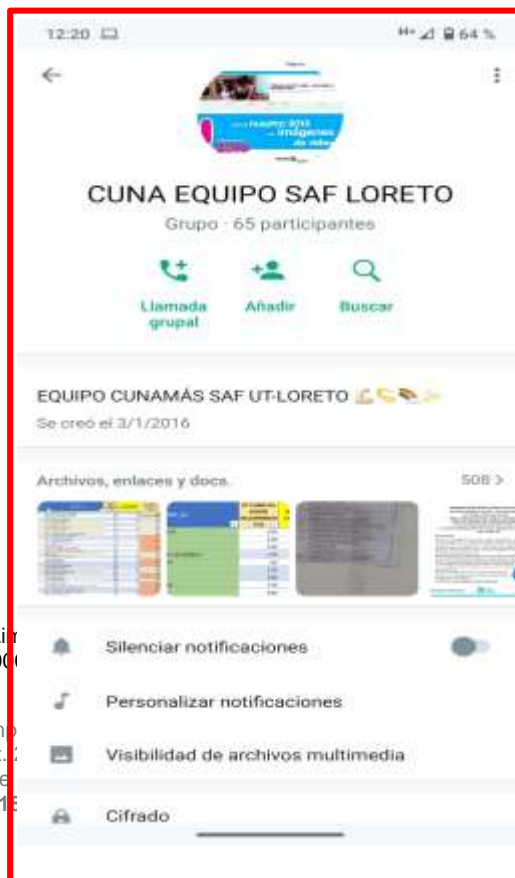 12:20 H+ 64 %
imágenes
CUNA EQUIPO SAF LORETO
Grupo · 65 participantes
Llamada grupal
Añadir
Buscar
EQUIPO CUNAMÁS SAF UT-LORETO
Se creó el 3/1/2016
Archivos, enlaces y docs. 508 >
Silenciar notificaciones
Personalizar notificaciones
Visibilidad de archivos multimedia
Cifrado